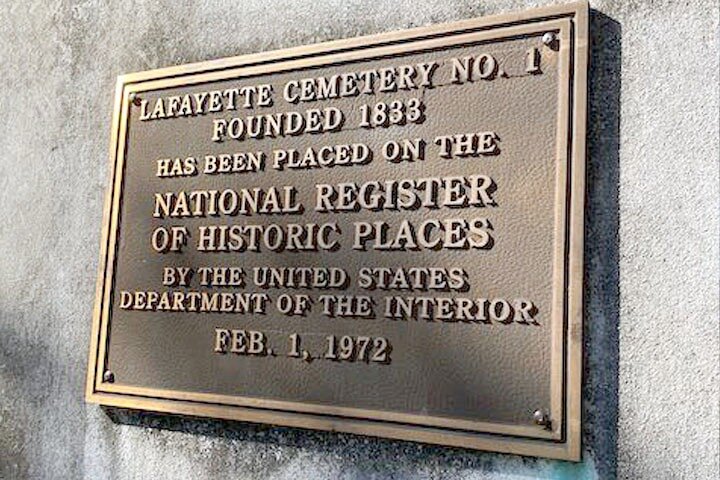 LAFAYETTE CEMETERY NO. 1
FOUNDED 1833
HAS BEEN PLACED ON THE
NATIONAL REGISTER
OF HISTORIC PLACES
BY THE UNITED STATES
DEPARTMENT OF THE INTERIOR
FEB. 1, 1972